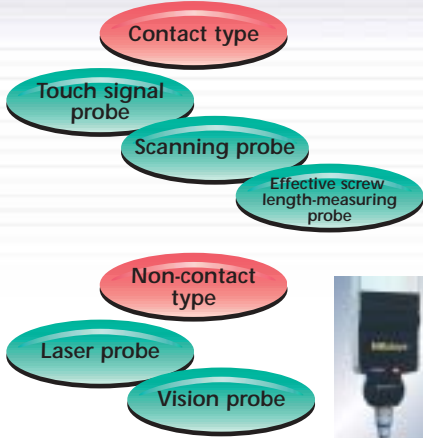 Contact type
Touch signal
probe
Scanning probe
Effective screw
length-measuring
probe
Non-contact
type
Laser probe
Vision probe